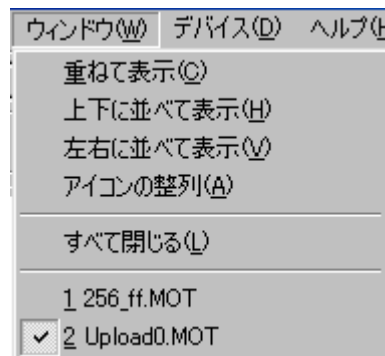 ウィンドウ(W) デバイス(D) ヘルプ(H
重ねて表示(C)
上下に並べて表示(H)
左右に並べて表示(V)
アイコンの整列(A)
すべて閉じる(L)
1 256_ff.MOT
2 Upload0.MOT